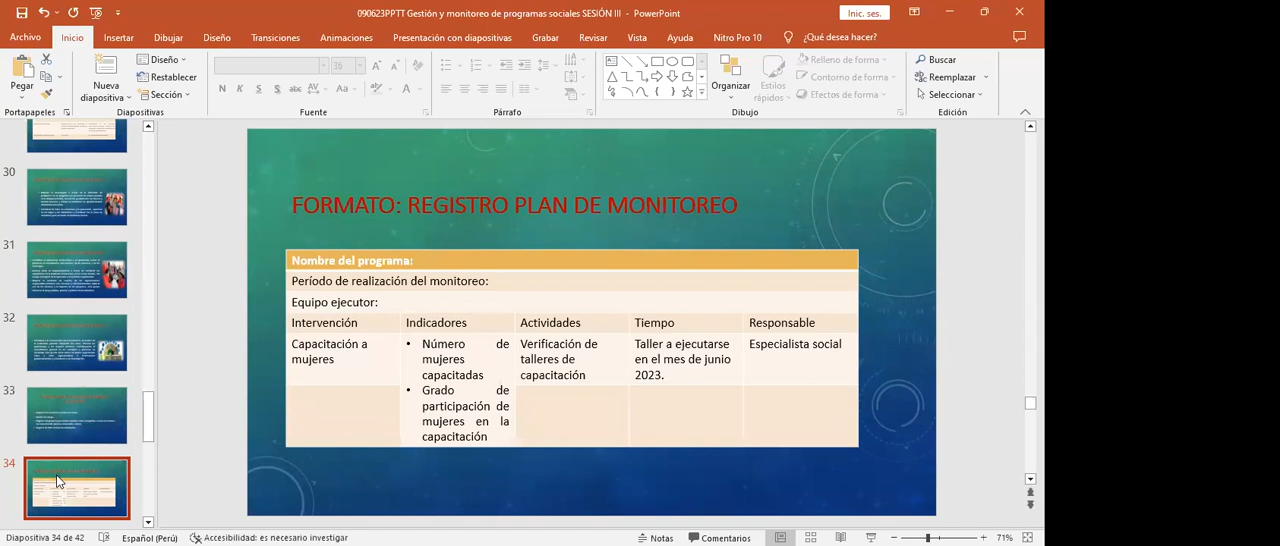 090623PPTT Gestión y monitoreo de programas sociales SESIÓN III - PowerPoint
Inic. ses.
Archivo Inicio Insertar Dibujar Diseño Transiciones Animaciones Presentación con diapositivas Grabar Revisar Vista Ayuda Nitro Pro 10 ¿Qué desea hacer?
Pegar
Nueva diapositiva
Diseño
Restablecer
Sección
36
N K S S abc AV Aa A
Organizar
Estilos rápidos
Relleno de forma
Contorno de forma
Efectos de forma
Buscar
Reemplazar
Seleccionar
Portapapeles Diapositivas Fuente Párrafo Dibujo Edición
30
31
32
33
34
FORMATO: REGISTRO PLAN DE MONITOREO
Nombre del programa:
Período de realización del monitoreo:
Equipo ejecutor:
Intervención Indicadores Actividades Tiempo Responsable
Capacitación a mujeres
• Número de mujeres capacitadas
• Grado de participación de mujeres en la capacitación
Verificación de talleres de capacitación
Taller a ejecutarse en el mes de junio 2023.
Especialista social
Diapositiva 34 de 42 Español (Perú) Accesibilidad: es necesario investigar Notas Comentarios 71%